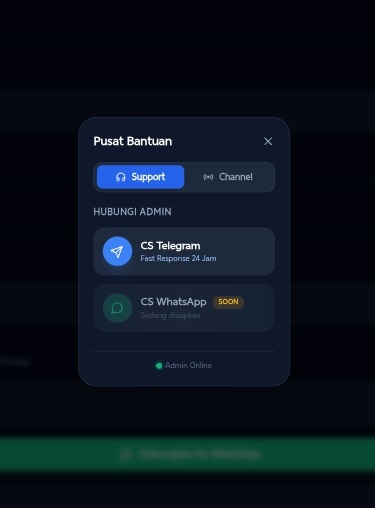 Pusat Bantuan
Support
Channel
HUBUNGI ADMIN
CS Telegram
Fast Response 24 Jam
CS WhatsApp SOON
Sedang disiapkan
Admin Online